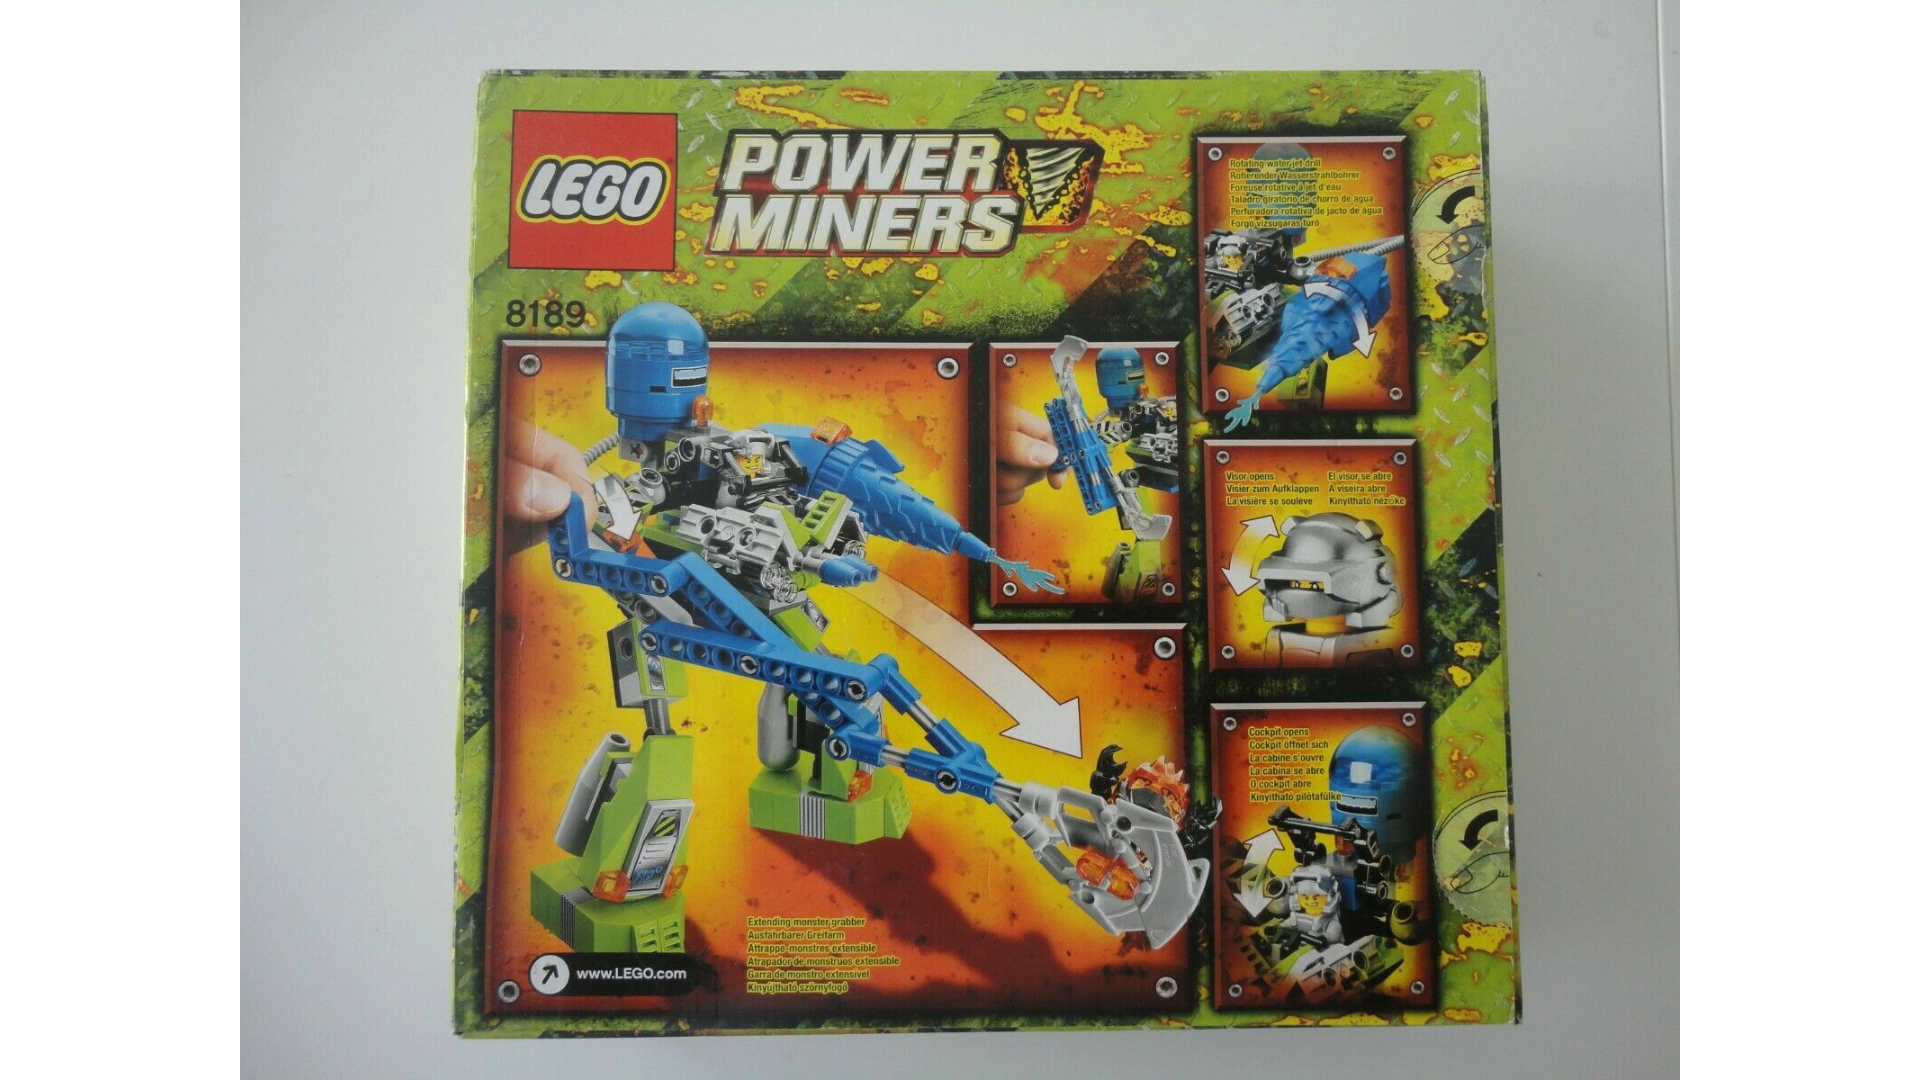 LEGO
POWER
MINERS
8189
Rotating water jet drill
Rotierender Wasserstrahlbohrer
Foreuse rotative à jet d'eau
Taladro giratorio de chorro de agua
Perfuradora rotativa de jacto de água
Forgó vízsugaras fúró
Visor opens
Visier zum Aufklappen
La visière se soulève
El visor se abre
A viseira abre
Kinyitható nézőke
Cockpit opens
Cockpit öffnet sich
La cabine s'ouvre
La cabina se abre
O cockpit abre
Kinyitható pilótafülke
Extending monster grabber
Ausfahrbarer Greifarm
Attrappe-monstres extensible
Atrapador de monstruos extensible
Garra de monstro extensível
Kinyújtható szörnyfogó
www.LEGO.com